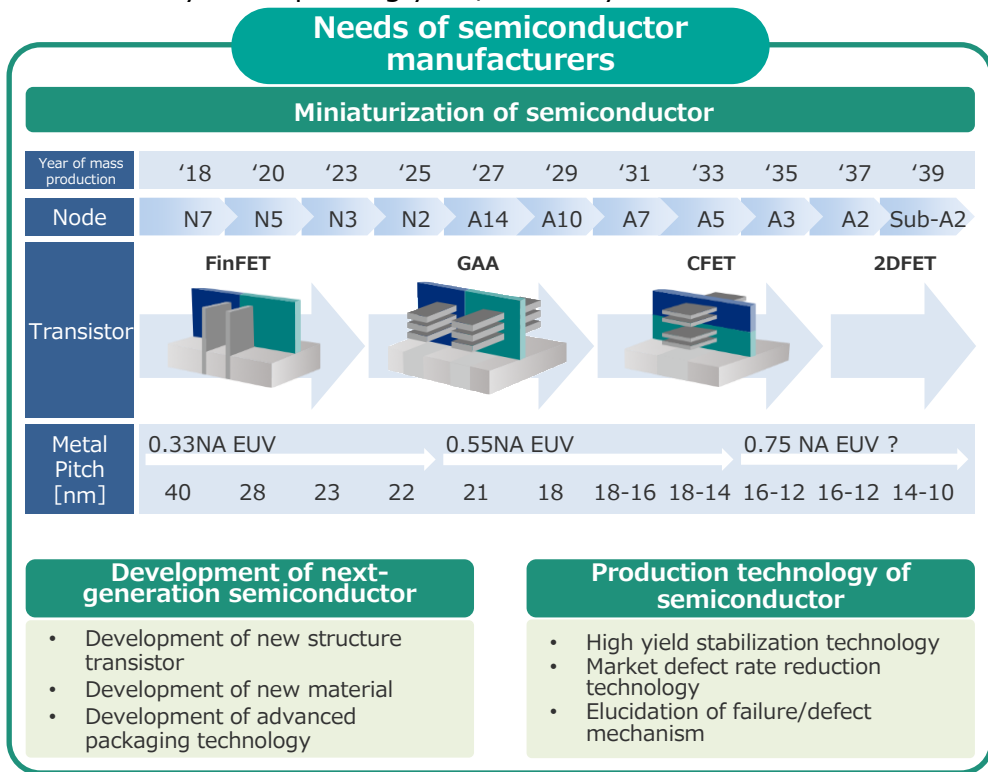 Needs of semiconductor
manufacturers
Miniaturization of semiconductor
Year of mass
production
‘18 ‘20 ‘23 ‘25 ‘27 ‘29 ‘31 ‘33 ‘35 ‘37 ‘39
Node N7 N5 N3 N2 A14 A10 A7 A5 A3 A2 Sub-A2
FinFET GAA CFET 2DFET
Transistor
Metal
Pitch
[nm]
0.33NA EUV 0.55NA EUV 0.75 NA EUV ?
40 28 23 22 21 18 18-16 18-14 16-12 16-12 14-10
Development of next-
generation semiconductor
• Development of new structure
transistor
• Development of new material
• Development of advanced
packaging technology
Production technology of
semiconductor
• High yield stabilization technology
• Market defect rate reduction
technology
• Elucidation of failure/defect
mechanism